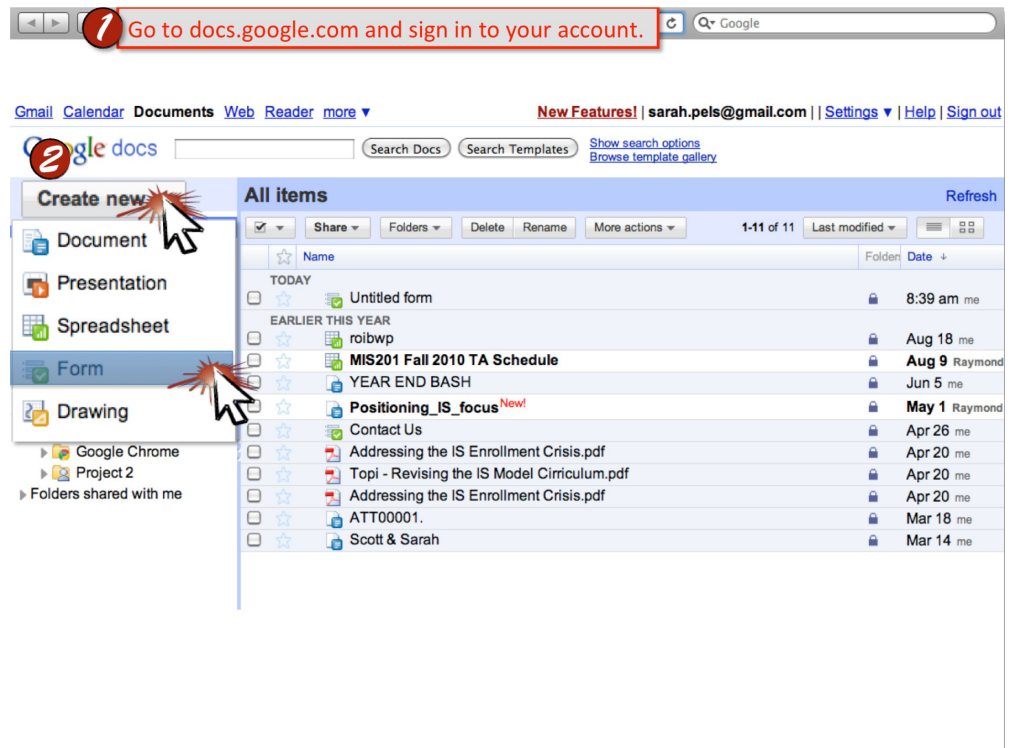 1 Go to docs.google.com and sign in to your account.
Google
Gmail Calendar Documents Web Reader more ▼ New Features! | sarah.pels@gmail.com | | Settings ▼ | Help | Sign out
2
Google docs Search Docs Search Templates Show search options
Browse template gallery
Create new
All items Refresh
Share Folders Delete Rename More actions 1-11 of 11 Last modified
Name Folder Date ↓
Document
Presentation
Spreadsheet
Form
Drawing
Google Chrome
Project 2
Folders shared with me
TODAY
Untitled form 8:39 am me
EARLIER THIS YEAR
roibwp Aug 18 me
MIS201 Fall 2010 TA Schedule Aug 9 Raymond
YEAR END BASH Jun 5 me
Positioning_IS_focus New! May 1 Raymond
Contact Us Apr 26 me
Addressing the IS Enrollment Crisis.pdf Apr 20 me
Topi - Revising the IS Model Cirriculum.pdf Apr 20 me
Addressing the IS Enrollment Crisis.pdf Apr 20 me
ATT00001. Mar 18 me
Scott & Sarah Mar 14 me